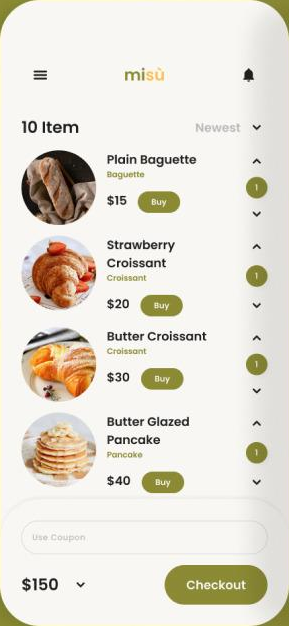 misù
10 Item
Newest
Plain Baguette
Baguette
$15
Buy
1
Strawberry
Croissant
Croissant
$20
Buy
1
Butter Croissant
Croissant
$30
Buy
1
Butter Glazed
Pancake
Pancake
$40
Buy
1
Use Coupon
$150
Checkout